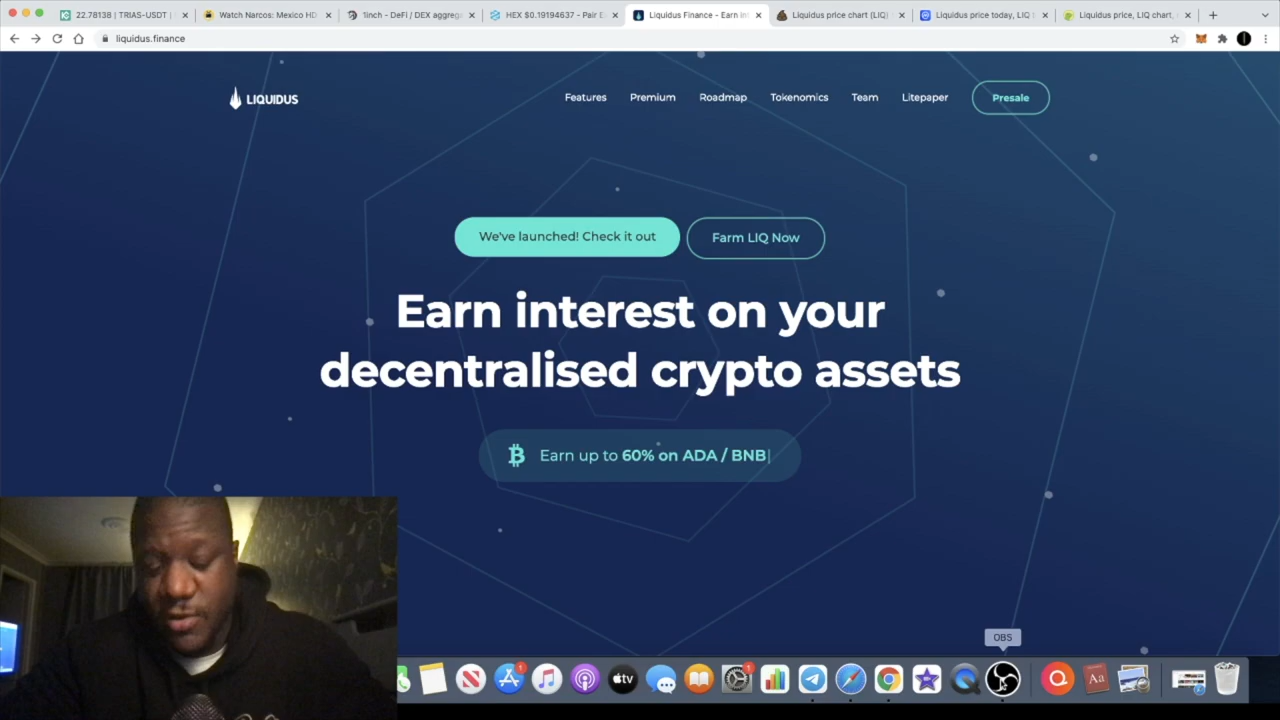 22.78138 | TRIAS-USDT |
Watch Narcos: Mexico HD
1inch - DeFi / DEX aggrega
HEX $0.19194637 - Pair E
Liquidus Finance - Earn in
Liquidus price chart (LIQ)
Liquidus price today, LIQ
Liquidus price, LIQ chart,
liquidus.finance
LIQUIDUS
Features
Premium
Roadmap
Tokenomics
Team
Litepaper
Presale
We've launched! Check it out
Farm LIQ Now
Earn interest on your
decentralised crypto assets
Earn up to 60% on ADA / BNB|
OBS
tv
Aa